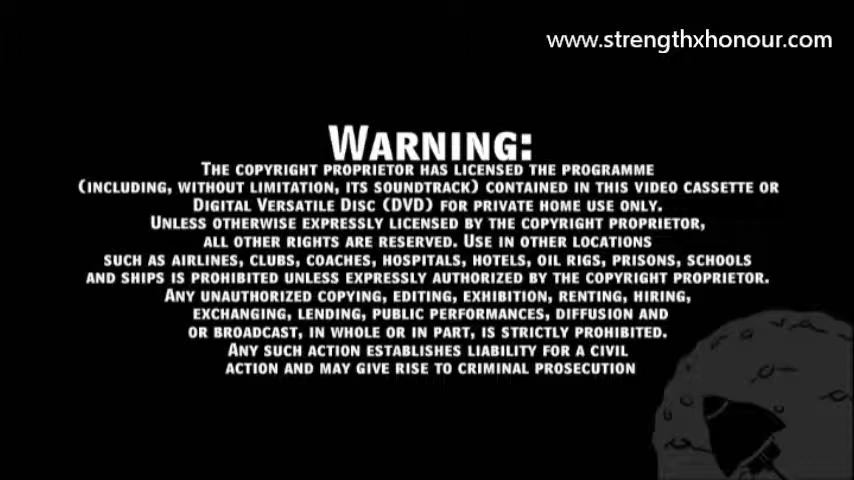 www.strengthxhonour.com
WARNING:
THE COPYRIGHT PROPRIETOR HAS LICENSED THE PROGRAMME
(INCLUDING, WITHOUT LIMITATION, ITS SOUNDTRACK) CONTAINED IN THIS VIDEO CASSETTE OR
DIGITAL VERSATILE DISC (DVD) FOR PRIVATE HOME USE ONLY.
UNLESS OTHERWISE EXPRESSLY LICENSED BY THE COPYRIGHT PROPRIETOR,
ALL OTHER RIGHTS ARE RESERVED. USE IN OTHER LOCATIONS
SUCH AS AIRLINES, CLUBS, COACHES, HOSPITALS, HOTELS, OIL RIGS, PRISONS, SCHOOLS
AND SHIPS IS PROHIBITED UNLESS EXPRESSLY AUTHORIZED BY THE COPYRIGHT PROPRIETOR.
ANY UNAUTHORIZED COPYING, EDITING, EXHIBITION, RENTING, HIRING,
EXCHANGING, LENDING, PUBLIC PERFORMANCES, DIFFUSION AND
OR BROADCAST, IN WHOLE OR IN PART, IS STRICTLY PROHIBITED.
ANY SUCH ACTION ESTABLISHES LIABILITY FOR A CIVIL
ACTION AND MAY GIVE RISE TO CRIMINAL PROSECUTION